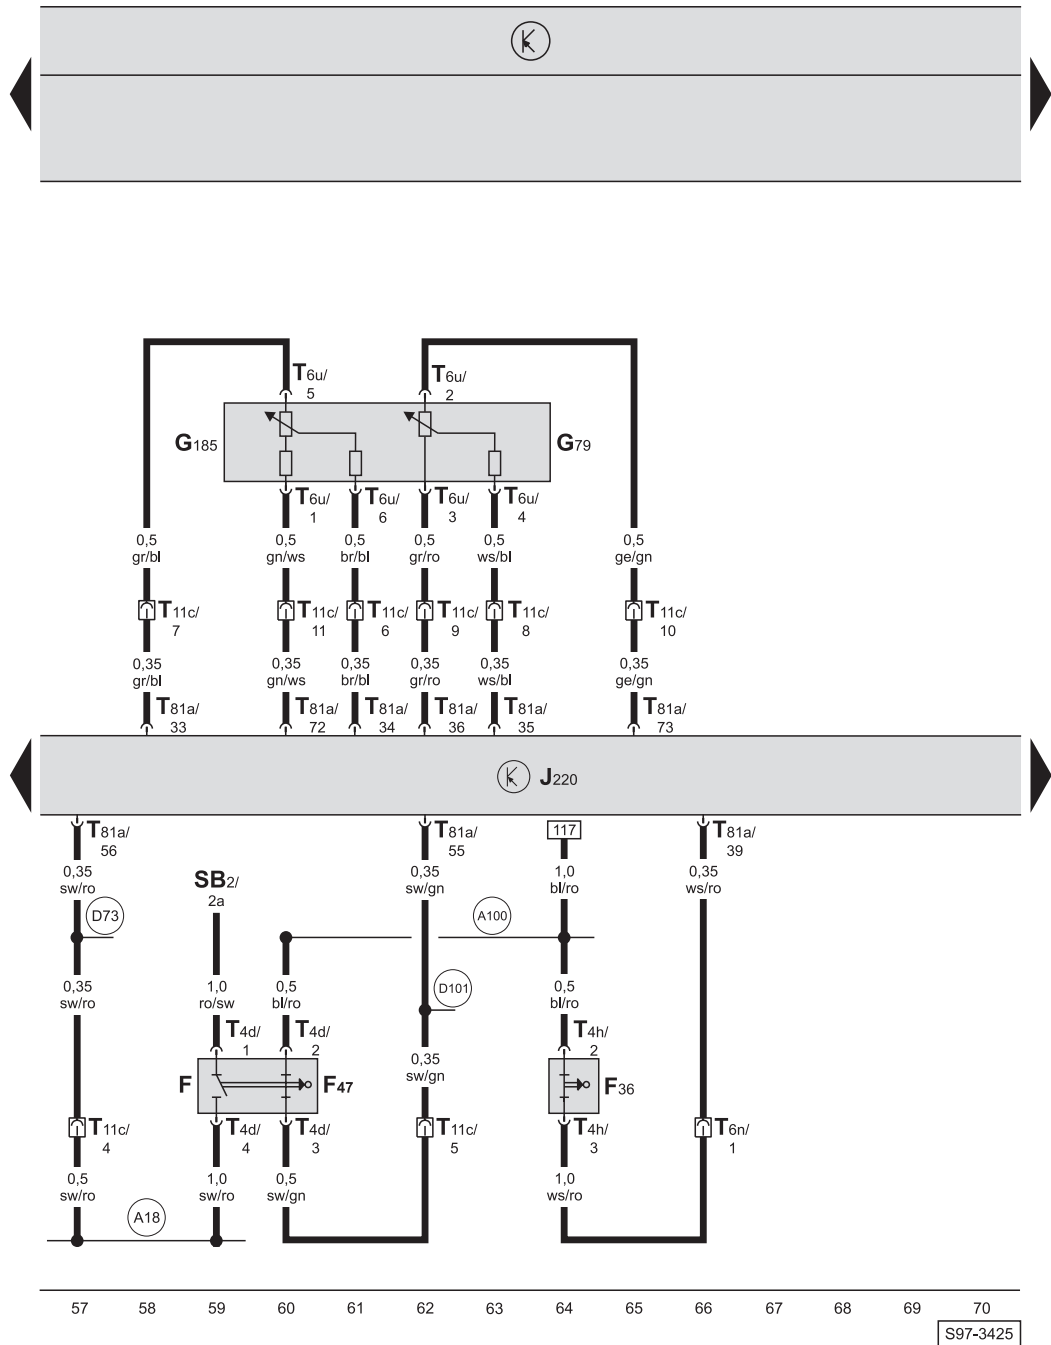 T6u/ T6u/
5 2
G185 G79
T6u/ T6u/ T6u/ T6u/
1 6 3 4
0,5 0,5 0,5 0,5 0,5 0,5
gr/bl gn/ws br/bl gr/ro ws/bl ge/gn
T11c/ T11c/ T11c/ T11c/ T11c/ T11c/
7 11 6 9 8 10
0,35 0,35 0,35 0,35 0,35 0,35
gr/bl gn/ws br/bl gr/ro ws/bl ge/gn
T81a/ T81a/ T81a/ T81a/ T81a/ T81a/
33 72 34 36 35 73
J220
T81a/ T81a/ 117 T81a/
56 55 39
0,35 SB2/ 0,35 1,0 0,35
sw/ro 2a sw/gn bl/ro ws/ro
D73 A100
0,35 1,0 0,5 D101 0,5
sw/ro ro/sw bl/ro bl/ro
T4d/ T4d/ T4h/
1 2 2
0,35
sw/gn
F F47 F36
T11c/ T4d/ T4d/ T11c/ T4h/ T6n/
4 4 3 5 3 1
0,5 1,0 0,5 1,0
sw/ro sw/ro sw/gn ws/ro
A18
57 58 59 60 61 62 63 64 65 66 67 68 69 70
S97-3425